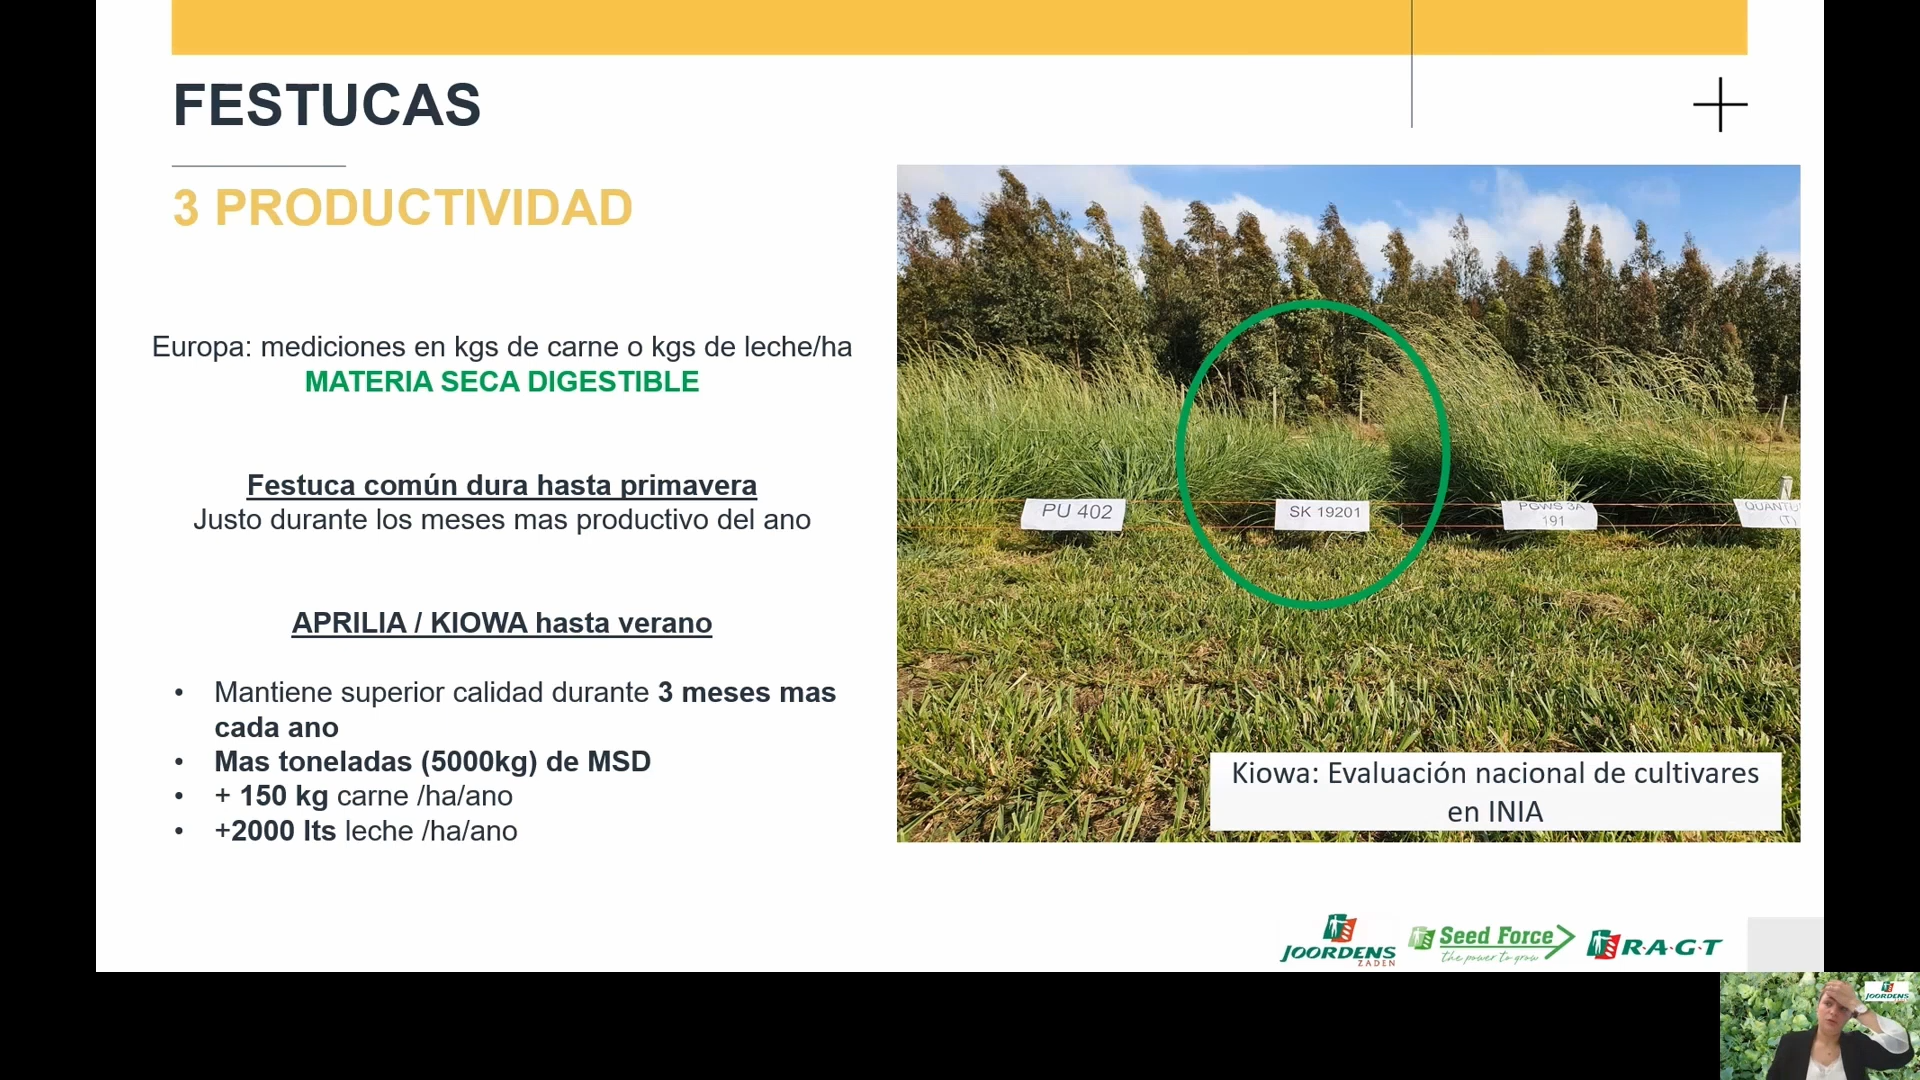 FESTUCAS
3 PRODUCTIVIDAD
Europa: mediciones en kgs de carne o kgs de leche/ha
MATERIA SECA DIGESTIBLE
Festuca común dura hasta primavera
Justo durante los meses mas productivo del ano
APRILIA / KIOWA hasta verano
• Mantiene superior calidad durante 3 meses mas
cada ano
• Mas toneladas (5000kg) de MSD
• + 150 kg carne /ha/ano
• +2000 lts leche /ha/ano
PU 402
SK 19201
PGWS 3A
191
QUANTU
(T)
Kiowa: Evaluación nacional de cultivares
en INIA
JOORDENS
ZADEN
Seed Force
the power to grow
R·A·G·T
JOORDENS